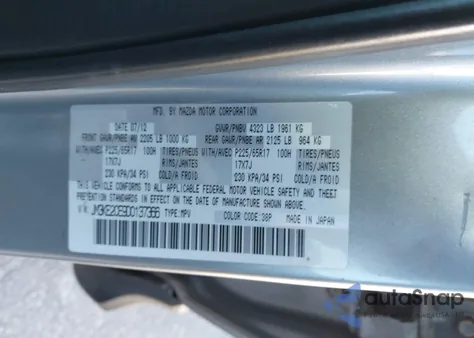 MFD. BY MAZDA MOTOR CORPORATION
DATE 07/12 GVWR/PNBV 4323 LB 1961 KG
FRONT GAWR/PNBE AV 2205 LB 1000 KG REAR GAWR/PNBE AR 2125 LB 964 KG
WITH/AVEC P225/65R17 100H TIRES/PNEUS WITH/AVEC P225/65R17 100H TIRES/PNEUS
17X7J RIMS/JANTES 17X7J RIMS/JANTES
230 KPA/34 PSI COLD/A FROID 230 KPA/34 PSI COLD/A FROID
CONFORMS TO ALL APPLICABLE FEDERAL MOTOR VEHICLE SAFETY AND THEFT
PREVENTION STANDARDS IN EFFECT ON THE DATE OF MANUFACTURE SHOWN ABOVE.
TYPE: MPV COLOR CODE: 38P MADE IN JAPAN
autoSnap